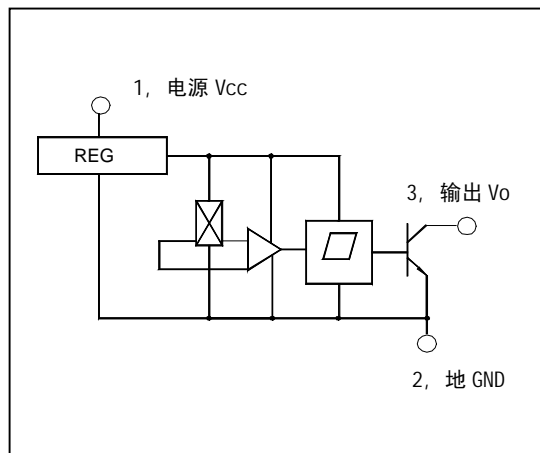 1, 电源 Vcc
REG
3, 输出 Vo
2, 地 GND